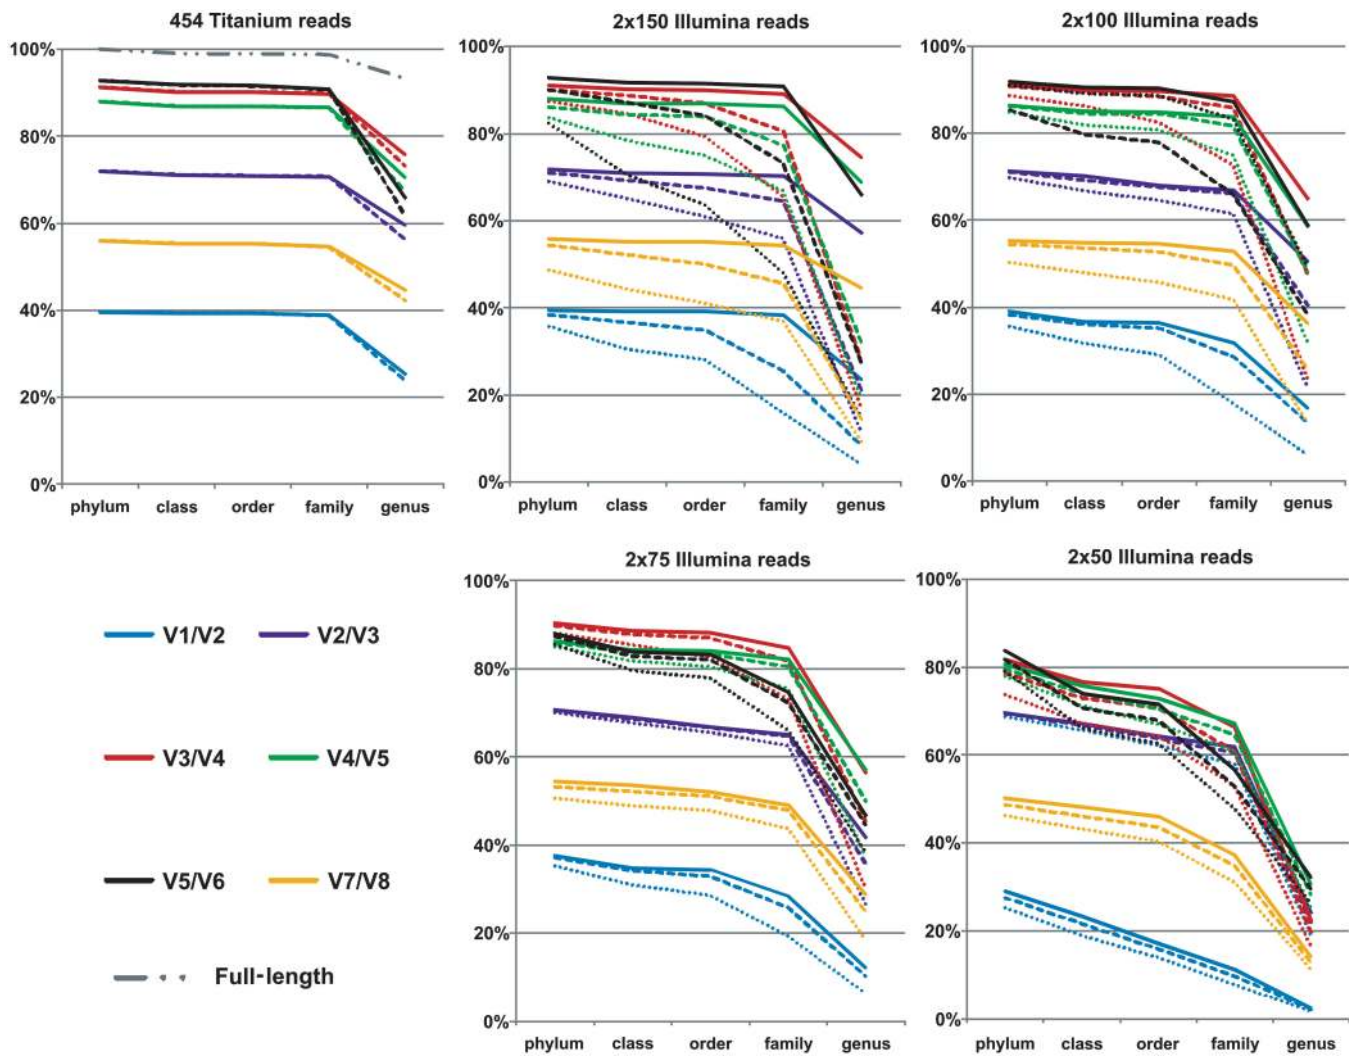 454 Titanium reads
100%
80%
60%
40%
20%
0%
phylum class order family genus
2x150 Illumina reads
100%
80%
60%
40%
20%
0%
phylum class order family genus
2x100 Illumina reads
100%
80%
60%
40%
20%
0%
phylum class order family genus
V1/V2 V2/V3
V3/V4 V4/V5
V5/V6 V7/V8
Full-length
2x75 Illumina reads
100%
80%
60%
40%
20%
0%
phylum class order family genus
2x50 Illumina reads
100%
80%
60%
40%
20%
0%
phylum class order family genus